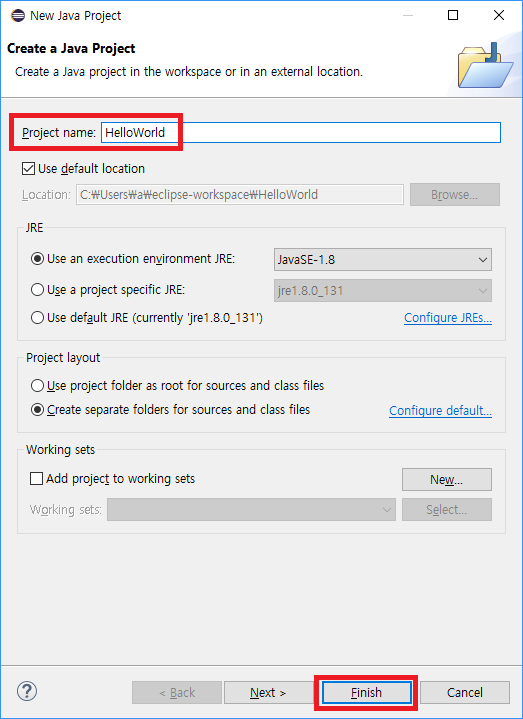 New Java Project
Create a Java Project
Create a Java project in the workspace or in an external location.
Project name: HelloWorld
Use default location
Location: C:₩Users₩a₩eclipse-workspace₩HelloWorld Browse...
JRE
Use an execution environment JRE: JavaSE-1.8
Use a project specific JRE: jre1.8.0_131
Use default JRE (currently 'jre1.8.0_131') Configure JREs...
Project layout
Use project folder as root for sources and class files
Create separate folders for sources and class files Configure default...
Working sets
Add project to working sets New...
Working sets: Select...
? < Back Next > Finish Cancel